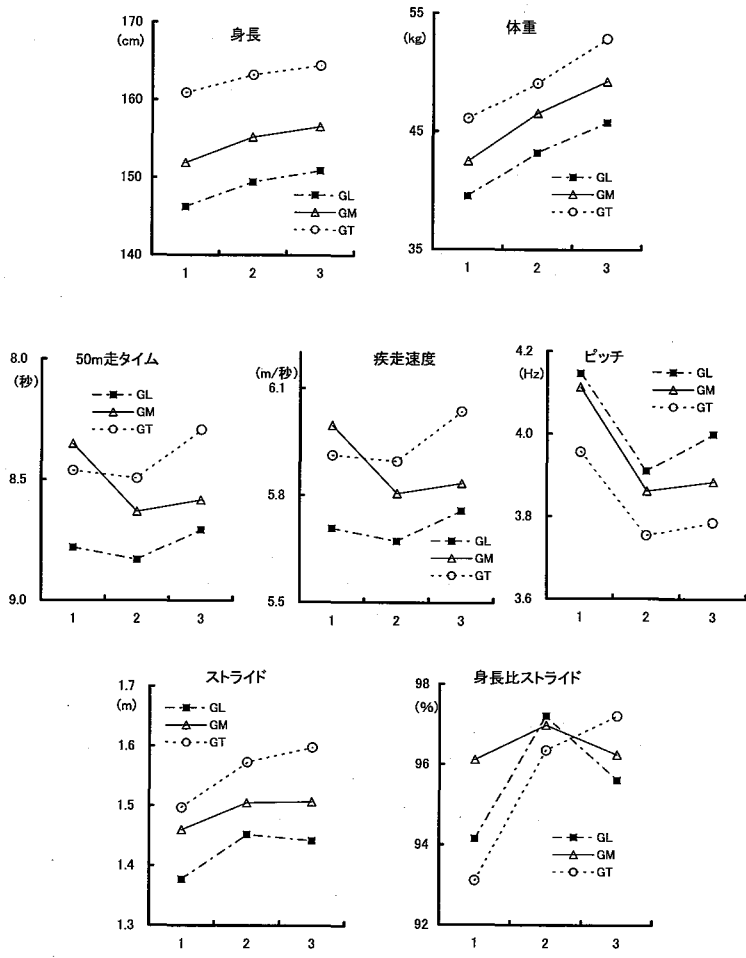 身長
170
(cm)
160
150
140
GL
GM
GT
1 2 3
体重
55
(kg)
45
35
GL
GM
GT
1 2 3
50m走タイム
8.0
(秒)
8.5
9.0
GL
GM
GT
1 2 3
疾走速度
(m/秒)
6.1
5.8
5.5
GL
GM
GT
1 2 3
ピッチ
4.2
(Hz)
4.0
3.8
3.6
GL
GM
GT
1 2 3
ストライド
1.7
(m)
1.6
1.5
1.4
1.3
GL
GM
GT
1 2 3
身長比ストライド
98
(%)
96
94
92
GL
GM
GT
1 2 3